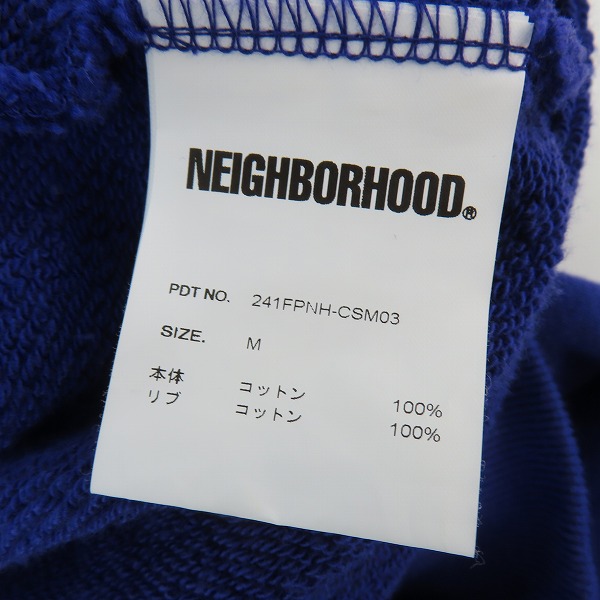 NEIGHBORHOOD®
PDT NO. 241FPNH-CSM03
SIZE. M
本体 コットン 100%
リブ コットン 100%